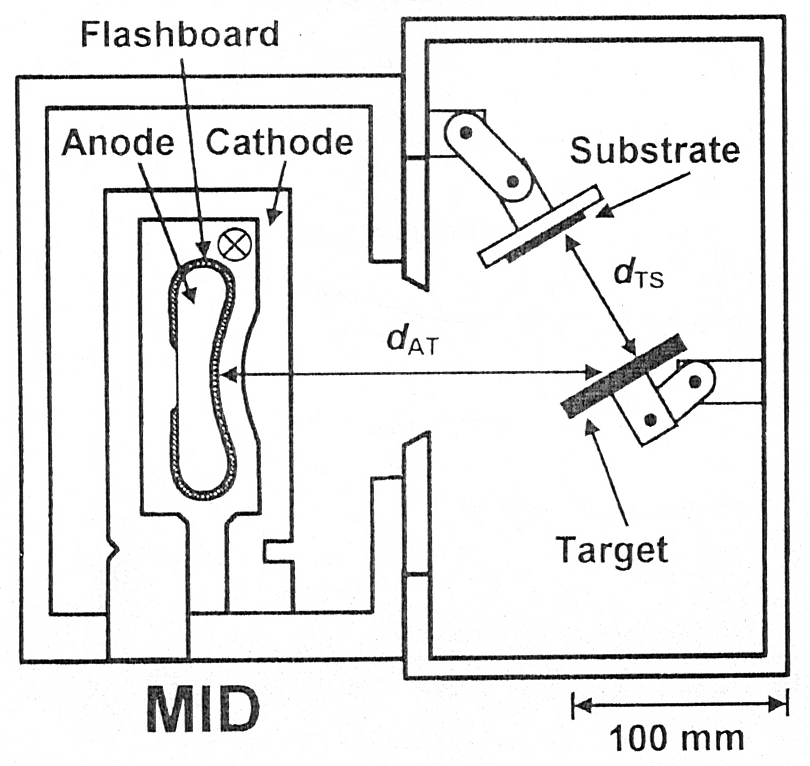 Flashboard
Anode Cathode
Substrate
dTS
dAT
Target
MID
100 mm